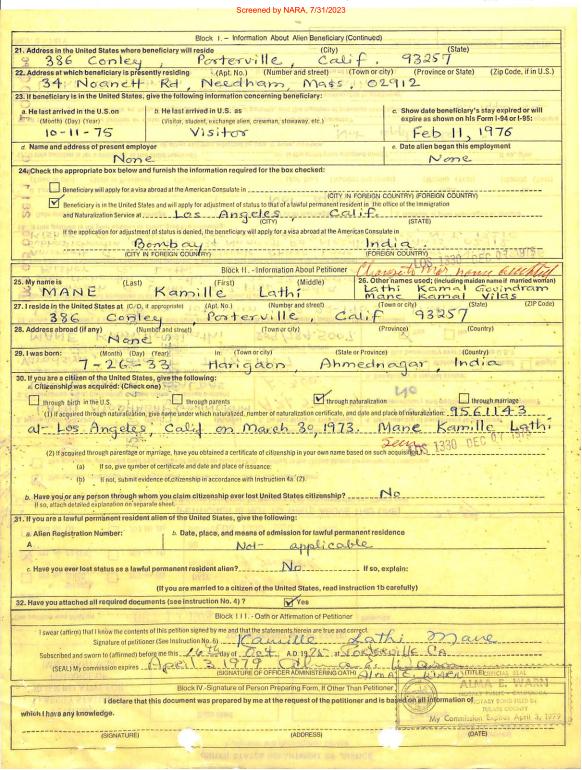 Screened by NARA, 7/31/2023
Block I. – Information About Alien Beneficiary (Continued)
21. Address in the United States where beneficiary will reside (City) (State)
386 Conley, Porterville, Calif. 93257
22. Address at which beneficiary is presently residing (Apt. No.) (Number and street) (Town or city) (Province or State) (Zip Code, if in U.S.)
34 Noanett Rd, Needham, Mass, 02912
23. If beneficiary is in the United States, give the following information concerning beneficiary:
a. He last arrived in the U.S. on (Month) (Day) (Year) 10-11-75
b. He last arrived in U.S. as (Visitor, student, exchange alien, crewman, stowaway, etc.) Visitor
c. Show date beneficiary's stay expired or will expire as shown on his Form I-94 or I-95: Feb 11, 1976
d. Name and address of present employer None
e. Date alien began this employment None
24. Check the appropriate box below and furnish the information required for the box checked:
Beneficiary will apply for a visa abroad at the American Consulate in
(CITY IN FOREIGN COUNTRY) (FOREIGN COUNTRY)
Beneficiary is in the United States and will apply for adjustment of status to that of a lawful permanent resident in the office of the Immigration
and Naturalization Service at Los Angeles, Calif.
(CITY) (STATE)
If the application for adjustment of status is denied, the beneficiary will apply for a visa abroad at the American Consulate in
Bombay India
(CITY IN FOREIGN COUNTRY) (FOREIGN COUNTRY)
LOS 1330 DEC
Block II. - Information About Petitioner
25. My name is (Last) (First) (Middle)
MANE Kamille Lathi
26. Other names used: (including maiden name if married woman)
Lathi Kamal Govindram
Mane Kamal Vilas
27. I reside in the United States at (C/O, if appropriate) (Apt. No.) (Number and street) (Town or city) (State) (ZIP Code)
386 Conley, Porterville, Calif 93257
28. Address abroad (if any) (Number and street) (Town or city) (Province) (Country)
None
29. I was born: (Month) (Day) (Year) In: (Town or city) (State or Province) (Country)
7-26-33 Harigaon, Ahmednagar, India
30. If you are a citizen of the United States, give the following:
a. Citizenship was acquired: (Check one)
through birth in the U.S. through parents through naturalization through marriage
(1) If acquired through naturalization, give name under which naturalized, number of naturalization certificate, and date and place of naturalization: 9561143
at Los Angeles, Calif on March 30, 1973. Mane Kamille Lathi
seen
LOS 1330 DEC
(2) If acquired through parentage or marriage, have you obtained a certificate of citizenship in your own name based on such acquisition?
(a) If so, give number of certificate and date and place of issuance:
(b) If not, submit evidence of citizenship in accordance with Instruction 4a (2).
b. Have you or any person through whom you claim citizenship ever lost United States citizenship? No
If so, attach detailed explanation on separate sheet.
31. If you are a lawful permanent resident alien of the United States, give the following:
a. Alien Registration Number: b. Date, place, and means of admission for lawful permanent residence
A Not applicable
c. Have you ever lost status as a lawful permanent resident alien? No If so, explain:
(If you are married to a citizen of the United States, read instruction 1b carefully)
32. Have you attached all required documents (see instruction No. 4) ? Yes
Block III. - Oath or Affirmation of Petitioner
I swear (affirm) that I know the contents of this petition signed by me and that the statements herein are true and correct.
Signature of petitioner (See Instruction No. 6) Kamille Lathi Mane
Subscribed and sworn to (affirmed) before me this 16th day of Oct A.D. 1975 at Porterville CA
(SEAL) My commission expires April 3 1979
(SIGNATURE OF OFFICER ADMINISTERING OATH) ALMA E. WARN (TITLE)
OFFICIAL SEAL
ALMA E. WARN
NOTARY PUBLIC - CALIFORNIA
NOTARY BOND FILED IN
TULARE COUNTY
My Commission Expires April 3, 1979
Block IV - Signature of Person Preparing Form, If Other Than Petitioner
I declare that this document was prepared by me at the request of the petitioner and is based on all information of
which I have any knowledge.
(SIGNATURE) (ADDRESS) (DATE)